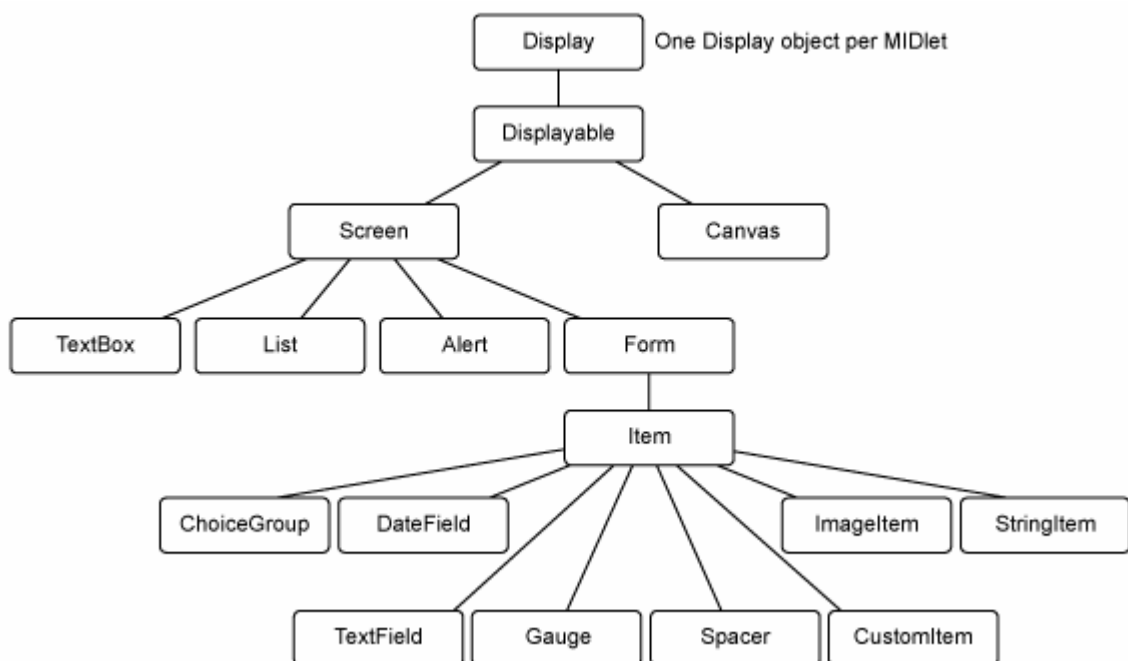 Display
One Display object per MIDlet
Displayable
Screen
Canvas
TextBox
List
Alert
Form
Item
ChoiceGroup
DateField
ImageItem
StringItem
TextField
Gauge
Spacer
CustomItem